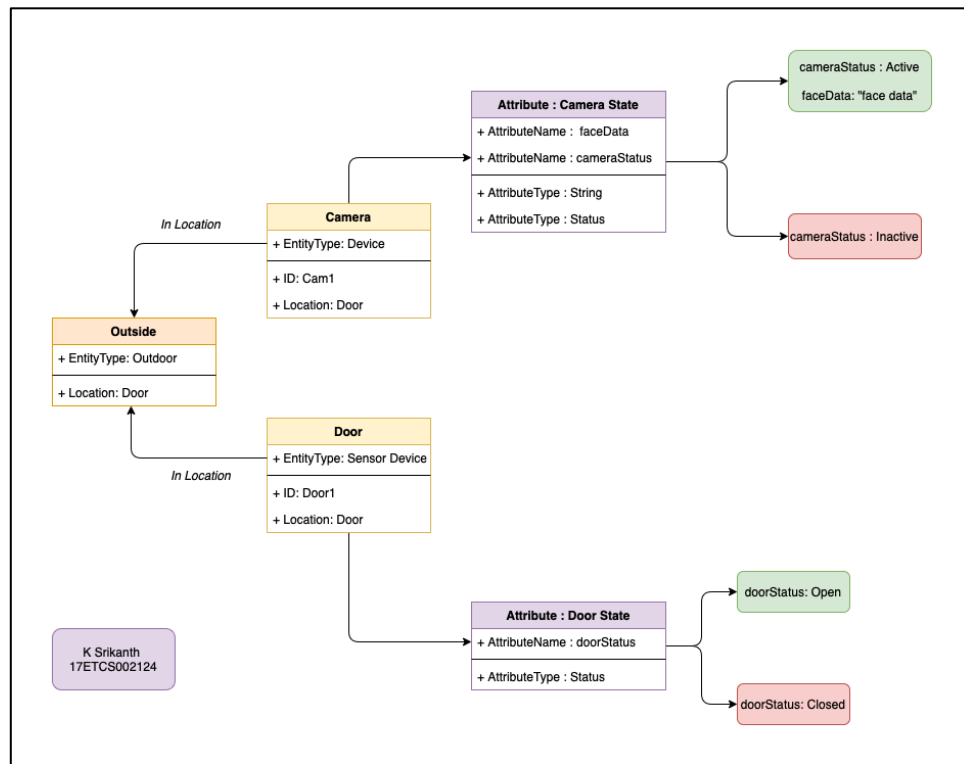 cameraStatus : Active
faceData: "face data"
Attribute : Camera State
+ AttributeName :  faceData
+ AttributeName : cameraStatus
+ AttributeType : String
+ AttributeType : Status
cameraStatus : Inactive
In Location
Camera
+ EntityType: Device
+ ID: Cam1
+ Location: Door
Outside
+ EntityType: Outdoor
+ Location: Door
Door
+ EntityType: Sensor Device
+ ID: Door1
+ Location: Door
In Location
Attribute : Door State
+ AttributeName : doorStatus
+ AttributeType : Status
doorStatus: Open
doorStatus: Closed
K Srikanth
17ETCS002124